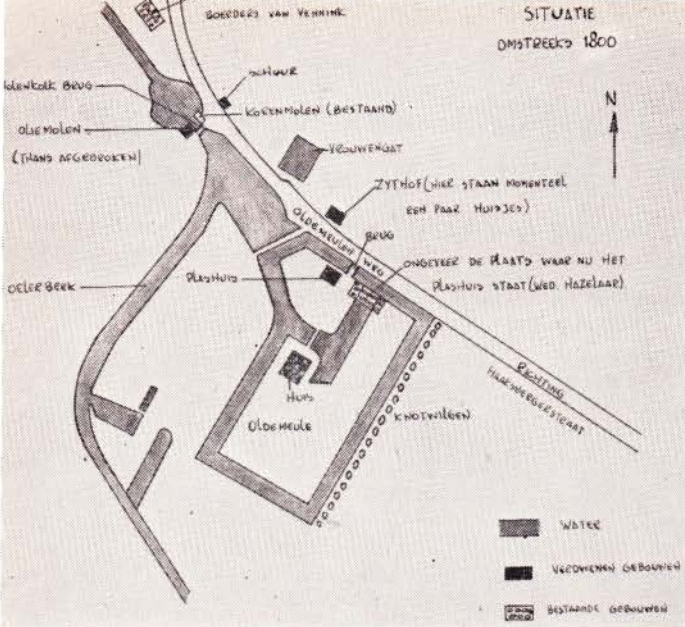 BOERDERY VAN VENNINK
SITUATIE
OMSTREEKS 1800
N
SCHUUR
MOLENKOLK BRUG
KORENMOLEN (BESTAAND)
OLIEMOLEN
(THANS AFGEBROKEN)
VROUWENGAT
ZYTHOF (HIER STAAN MOMENTEEL
EEN PAAR HUISJES)
OLDEMEULEN WEG
BRUG
PLASHUIS
ONGEVEER DE PLAATS WAAR NU HET
PLASHUIS STAAT (WED. HAZELAAR)
OELERBEEK
HUIS
OLDEMEULE
KNOTWILGEN
RICHTING
HAAKSBERGERSTRAAT
WATER
VERDWENEN GEBOUWEN
BESTAANDE GEBOUWEN